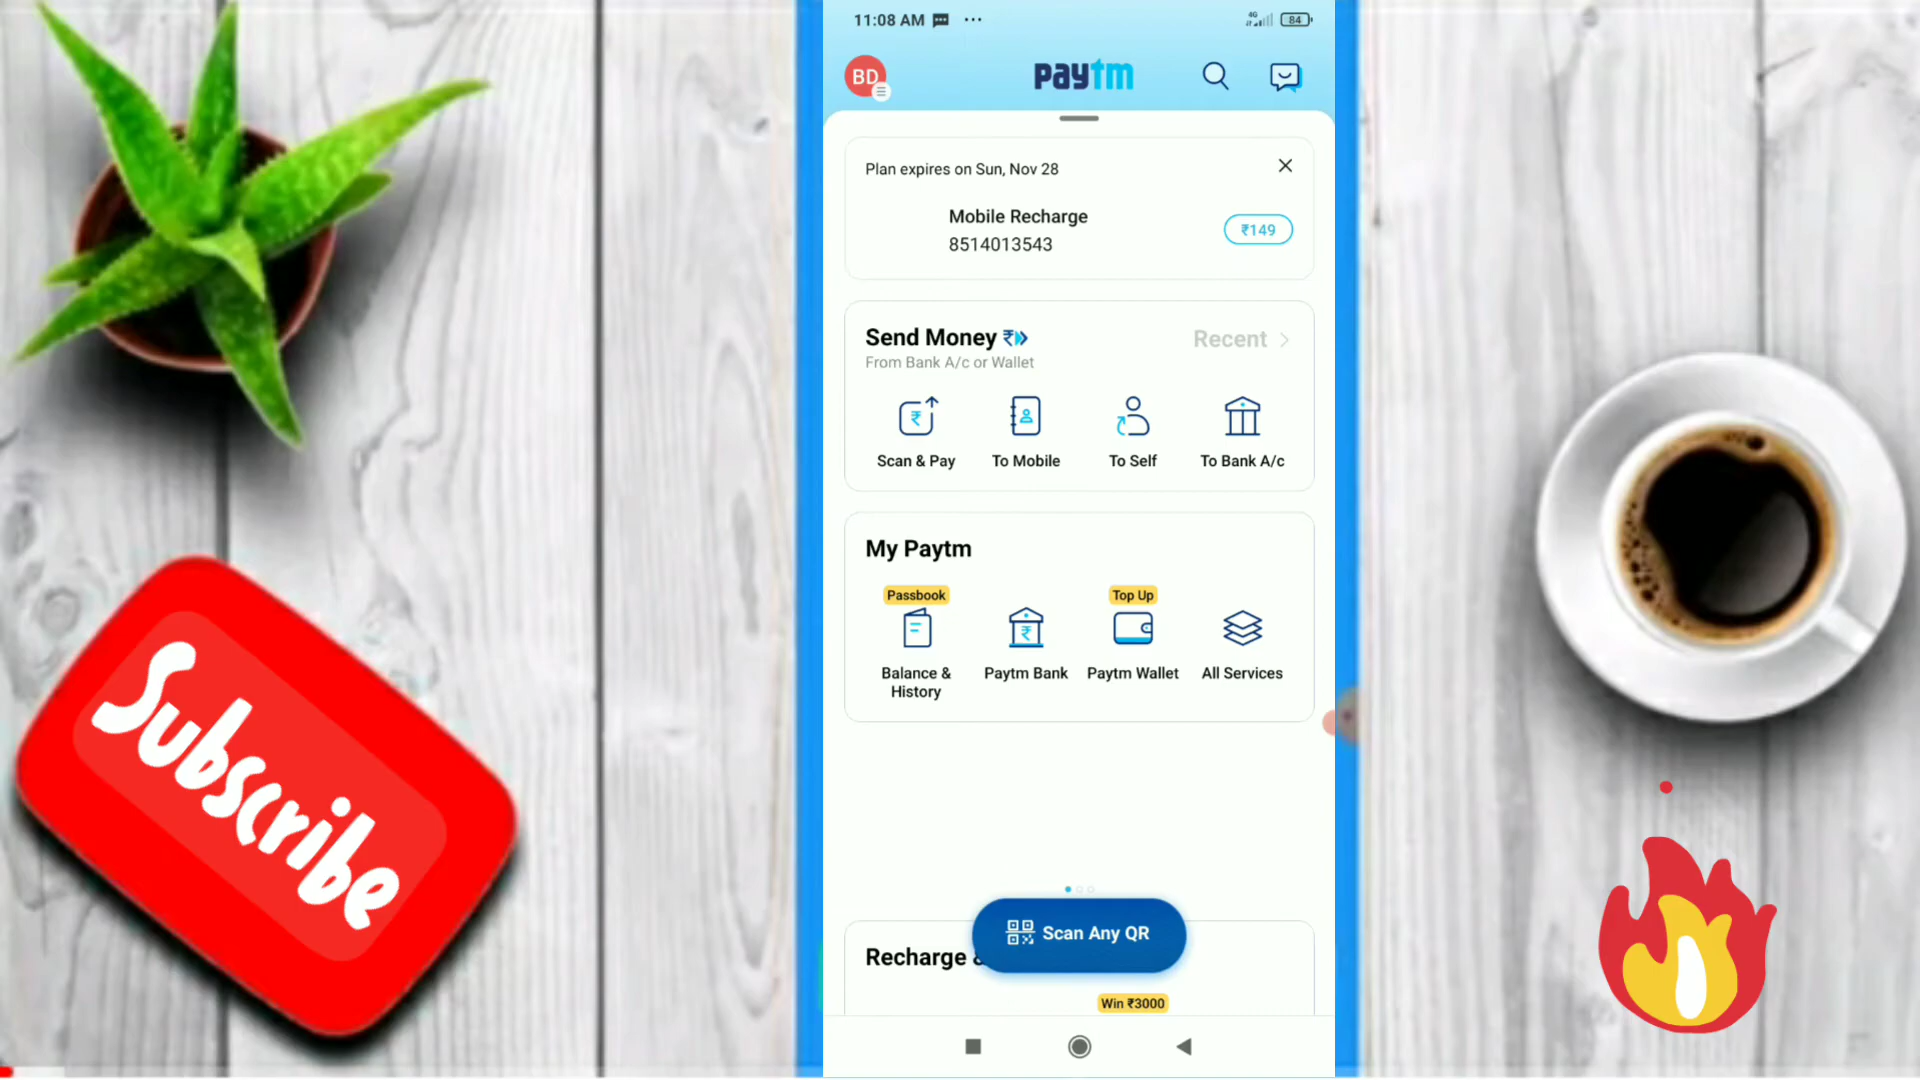 11:08 AM
4G
84
BD
paytm
Plan expires on Sun, Nov 28
Mobile Recharge
8514013543
₹149
Send Money
Recent
From Bank A/c or Wallet
Scan & Pay
To Mobile
To Self
To Bank A/c
My Paytm
Passbook
Top Up
Balance &
History
Paytm Bank
Paytm Wallet
All Services
Scan Any QR
Recharge
Win ₹3000
Subscribe